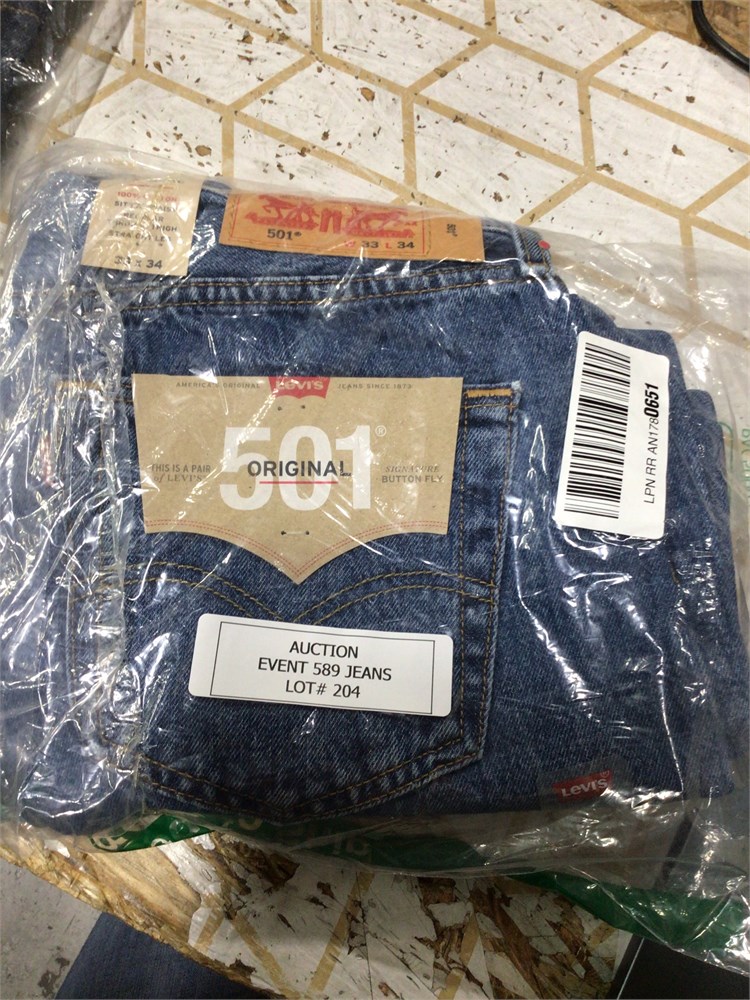 501®
33 L 34
x 34
AMERICA'S ORIGINAL
Levi's
JEANS SINCE 1873
501®
ORIGINAL
THIS IS A PAIR
of LEVI'S®
SIGNATURE
BUTTON FLY
LPN RR AN1780651
AUCTION
EVENT 589 JEANS
LOT# 204
Levi's